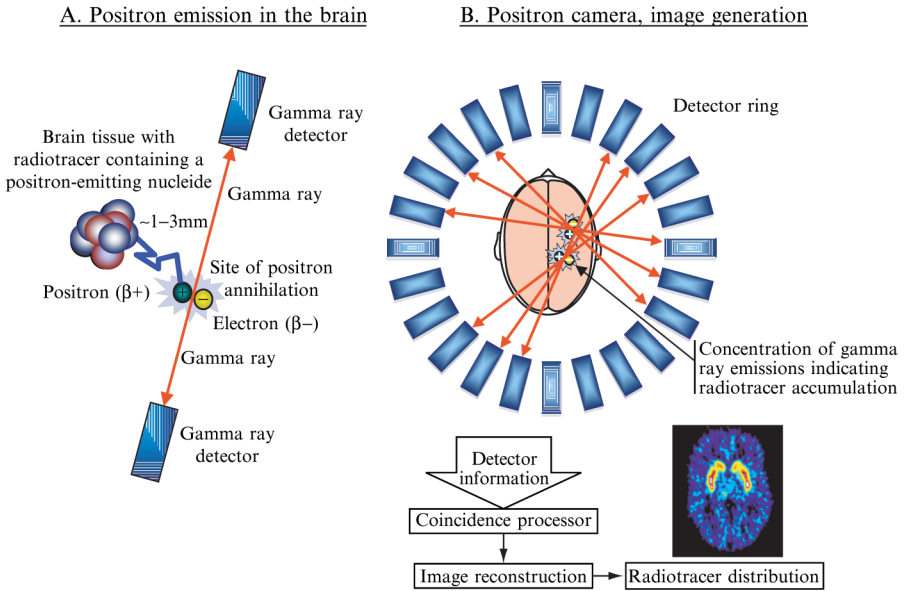 A. Positron emission in the brain
Gamma ray
detector
Brain tissue with
radiotracer containing a
positron-emitting nucleide
Gamma ray
~1−3mm
Site of positron
annihilation
Positron (β+)
+
−
Electron (β−)
Gamma ray
Gamma ray
detector
B. Positron camera, image generation
Detector ring
+
−
+
−
Concentration of gamma
ray emissions indicating
radiotracer accumulation
Detector
information
Coincidence processor
Image reconstruction
Radiotracer distribution